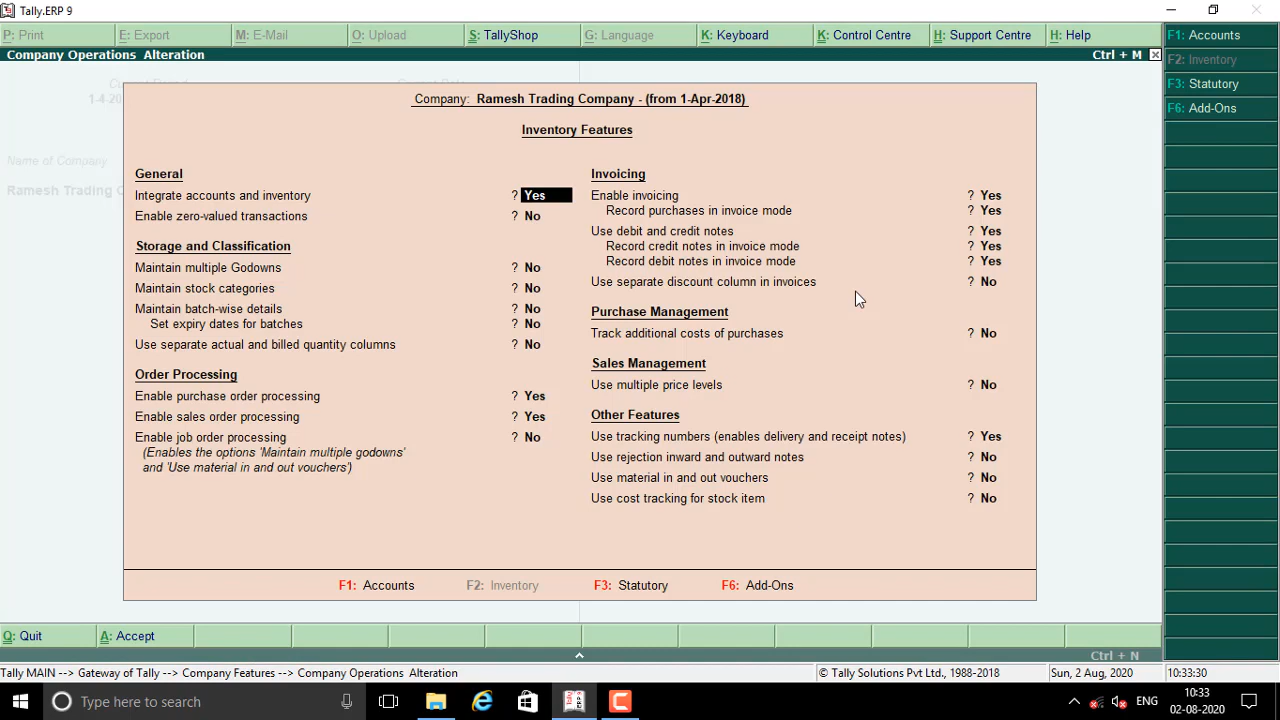 Tally.ERP 9
P: Print
E: Export
M: E-Mail
O: Upload
S: TallyShop
G: Language
K: Keyboard
K: Control Centre
H: Support Centre
H: Help
F1: Accounts
F2: Inventory
F3: Statutory
F6: Add-Ons
Company Operations Alteration
Ctrl + M
1-4-20
Name of Company
Ramesh Trading C
Company: Ramesh Trading Company - (from 1-Apr-2018)
Inventory Features
General
Integrate accounts and inventory ? Yes
Enable zero-valued transactions ? No
Storage and Classification
Maintain multiple Godowns ? No
Maintain stock categories ? No
Maintain batch-wise details ? No
Set expiry dates for batches ? No
Use separate actual and billed quantity columns ? No
Order Processing
Enable purchase order processing ? Yes
Enable sales order processing ? Yes
Enable job order processing ? No
(Enables the options 'Maintain multiple godowns'
and 'Use material in and out vouchers')
Invoicing
Enable invoicing ? Yes
Record purchases in invoice mode ? Yes
Use debit and credit notes ? Yes
Record credit notes in invoice mode ? Yes
Record debit notes in invoice mode ? Yes
Use separate discount column in invoices ? No
Purchase Management
Track additional costs of purchases ? No
Sales Management
Use multiple price levels ? No
Other Features
Use tracking numbers (enables delivery and receipt notes) ? Yes
Use rejection inward and outward notes ? No
Use material in and out vouchers ? No
Use cost tracking for stock item ? No
F1: Accounts
F2: Inventory
F3: Statutory
F6: Add-Ons
Q: Quit
A: Accept
Ctrl + N
Tally MAIN --> Gateway of Tally --> Company Features --> Company Operations Alteration
© Tally Solutions Pvt Ltd., 1988-2018
Sun, 2 Aug, 2020
10:33:30
Type here to search
ENG
10:33
02-08-2020